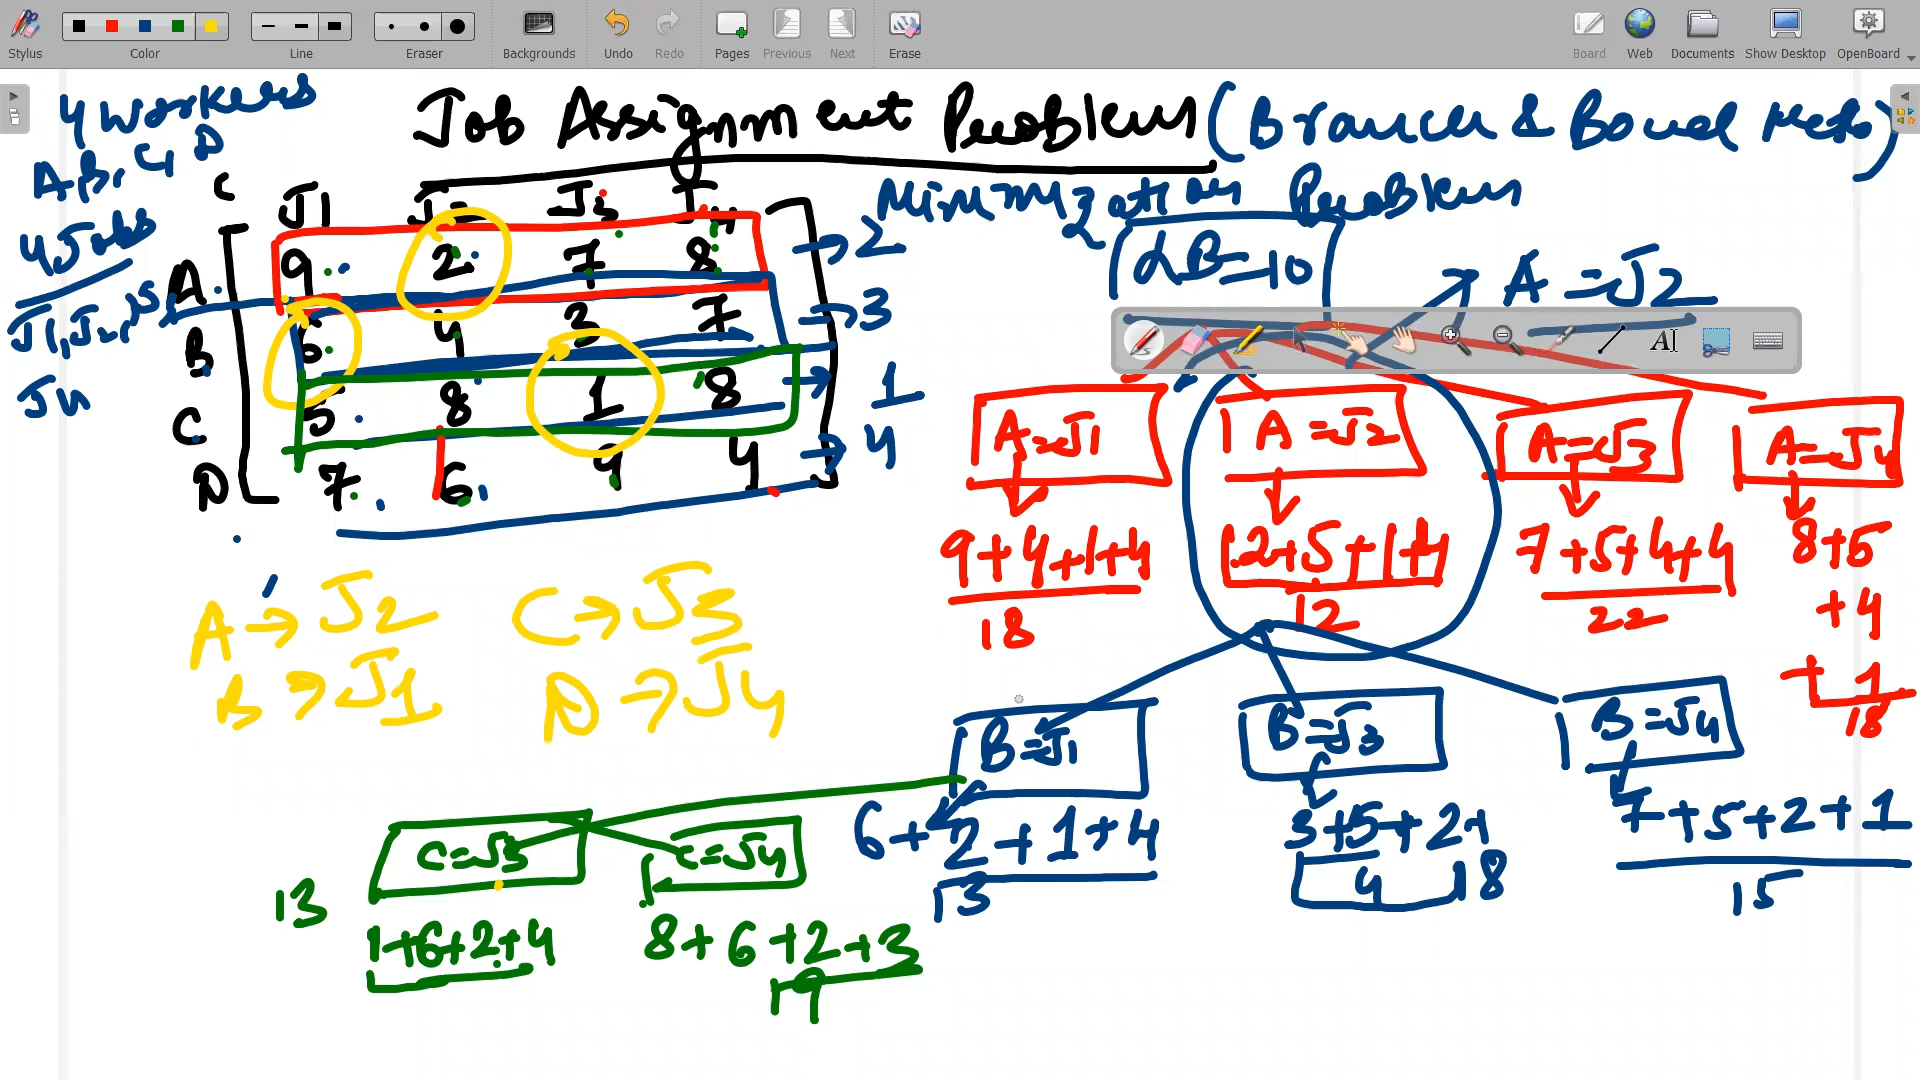 Stylus Color Line Eraser Backgrounds Undo Redo Pages Previous Next Erase Board Web Documents Show Desktop OpenBoard
4 workers
A, B, C, D
4 Jobs
J1, J2, J3
J4
Job Assignment Problem (Branch & Bound Meto)
Minimization Problem
LB=10
A = J2
C
J1 J2 J3 J4
A 9 2 7 8 → 2
B 6 4 3 7 → 3
C 5 8 1 8 → 1
D 7 6 9 4 → 4
A = J1
9+4+1+4
18
A = J2
2+5+1+4
12
A = J3
7+5+4+4
22
A = J4
8+5
+4
+ 1
18
A → J2 C → J3
B → J1 D → J4
B = J1
6+2+1+4
13
B = J3
3+5+2+
4 18
B = J4
7+5+2+1
15
C=J3
13
1+6+2+4
C=J4
8+6+2+3
19